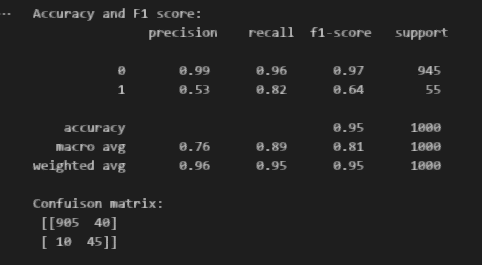 Accuracy and F1 score:
precision recall f1-score support
0 0.99 0.96 0.97 945
1 0.53 0.82 0.64 55
accuracy 0.95 1000
macro avg 0.76 0.89 0.81 1000
weighted avg 0.96 0.95 0.95 1000
Confuison matrix:
[[905 40]
[ 10 45]]